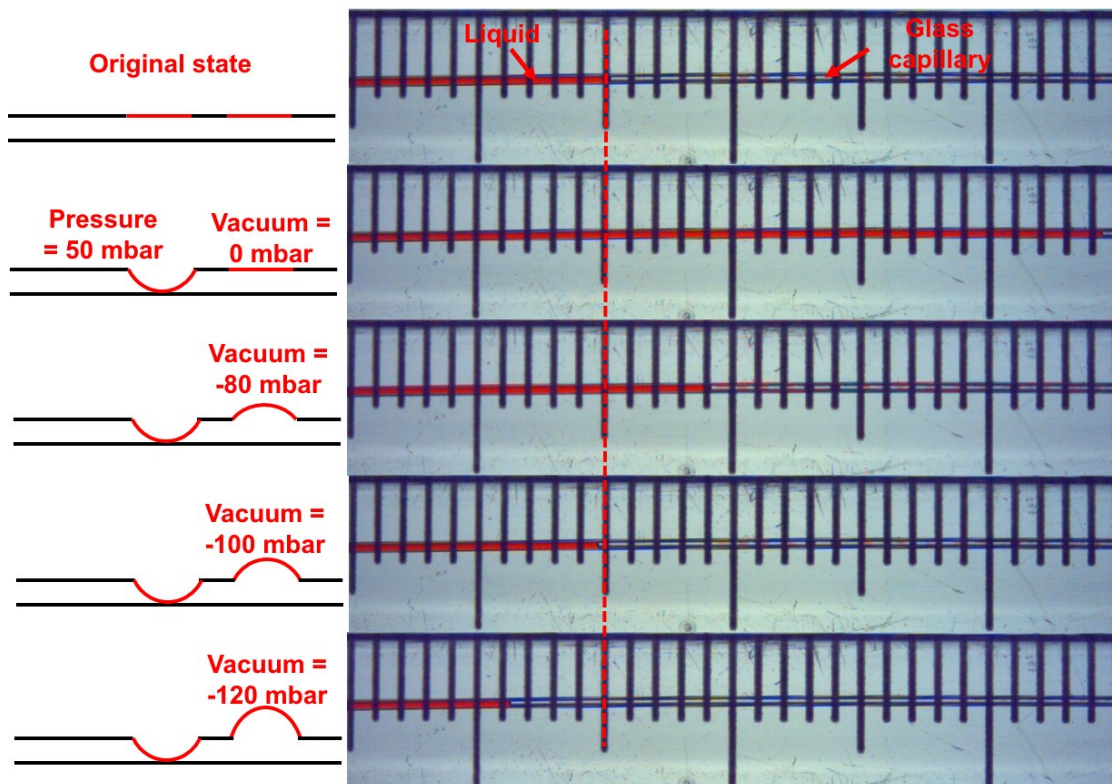 Original state
Liquid
Glass
capillary
Pressure
= 50 mbar
Vacuum =
0 mbar
Vacuum =
-80 mbar
Vacuum =
-100 mbar
Vacuum =
-120 mbar